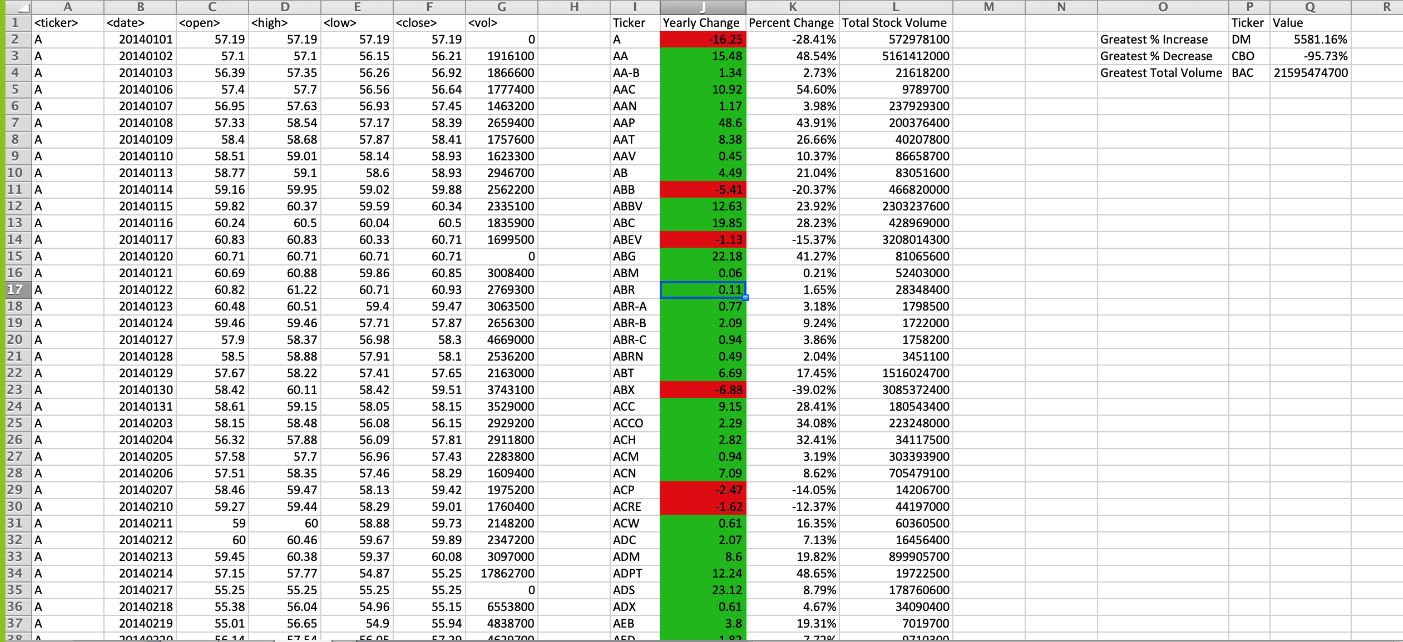 A B C D E F G H I J K L M N O P Q R
1 <ticker> <date> <open> <high> <low> <close> <vol> Ticker Yearly Change Percent Change Total Stock Volume Ticker Value
2 A 20140101 57.19 57.19 57.19 57.19 0 A -16.25 -28.41% 572978100 Greatest % Increase DM 5581.16%
3 A 20140102 57.1 57.1 56.15 56.21 1916100 AA 15.48 48.54% 5161412000 Greatest % Decrease CBO -95.73%
4 A 20140103 56.39 57.35 56.26 56.92 1866600 AA-B 1.34 2.73% 21618200 Greatest Total Volume BAC 21595474700
5 A 20140106 57.4 57.7 56.56 56.64 1777400 AAC 10.92 54.60% 9789700
6 A 20140107 56.95 57.63 56.93 57.45 1463200 AAN 1.17 3.98% 237929300
7 A 20140108 57.33 58.54 57.17 58.39 2659400 AAP 48.6 43.91% 200376400
8 A 20140109 58.4 58.68 57.87 58.41 1757600 AAT 8.38 26.66% 40207800
9 A 20140110 58.51 59.01 58.14 58.93 1623300 AAV 0.45 10.37% 86658700
10 A 20140113 58.77 59.1 58.6 58.93 2946700 AB 4.49 21.04% 83051600
11 A 20140114 59.16 59.95 59.02 59.88 2562200 ABB -5.41 -20.37% 466820000
12 A 20140115 59.82 60.37 59.59 60.34 2335100 ABBV 12.63 23.92% 2303237600
13 A 20140116 60.24 60.5 60.04 60.5 1835900 ABC 19.85 28.23% 428969000
14 A 20140117 60.83 60.83 60.33 60.71 1699500 ABEV -1.13 -15.37% 3208014300
15 A 20140120 60.71 60.71 60.71 60.71 0 ABG 22.18 41.27% 81065600
16 A 20140121 60.69 60.88 59.86 60.85 3008400 ABM 0.06 0.21% 52403000
17 A 20140122 60.82 61.22 60.71 60.93 2769300 ABR 0.11 1.65% 28348400
18 A 20140123 60.48 60.51 59.4 59.47 3063500 ABR-A 0.77 3.18% 1798500
19 A 20140124 59.46 59.46 57.71 57.87 2656300 ABR-B 2.09 9.24% 1722000
20 A 20140127 57.9 58.37 56.98 58.3 4669000 ABR-C 0.94 3.86% 1758200
21 A 20140128 58.5 58.88 57.91 58.1 2536200 ABRN 0.49 2.04% 3451100
22 A 20140129 57.67 58.22 57.41 57.65 2163000 ABT 6.69 17.45% 1516024700
23 A 20140130 58.42 60.11 58.42 59.51 3743100 ABX -6.88 -39.02% 3085372400
24 A 20140131 58.61 59.15 58.05 58.15 3529000 ACC 9.15 28.41% 180543400
25 A 20140203 58.15 58.48 56.08 56.15 2929200 ACCO 2.29 34.08% 223248000
26 A 20140204 56.32 57.88 56.09 57.81 2911800 ACH 2.82 32.41% 34117500
27 A 20140205 57.58 57.7 56.96 57.43 2283800 ACM 0.94 3.19% 303393900
28 A 20140206 57.51 58.35 57.46 58.29 1609400 ACN 7.09 8.62% 705479100
29 A 20140207 58.46 59.47 58.13 59.42 1975200 ACP -2.47 -14.05% 14206700
30 A 20140210 59.27 59.44 58.29 59.01 1760400 ACRE -1.62 -12.37% 44197000
31 A 20140211 59 60 58.88 59.73 2148200 ACW 0.61 16.35% 60360500
32 A 20140212 60 60.46 59.67 59.89 2347200 ADC 2.07 7.13% 16456400
33 A 20140213 59.45 60.38 59.37 60.08 3097000 ADM 8.6 19.82% 899905700
34 A 20140214 57.15 57.77 54.87 55.25 17862700 ADPT 12.24 48.65% 19722500
35 A 20140217 55.25 55.25 55.25 55.25 0 ADS 23.12 8.79% 178760600
36 A 20140218 55.38 56.04 54.96 55.15 6553800 ADX 0.61 4.67% 34090400
37 A 20140219 55.01 56.65 54.9 55.94 4838700 AEB 3.8 19.31% 7019700